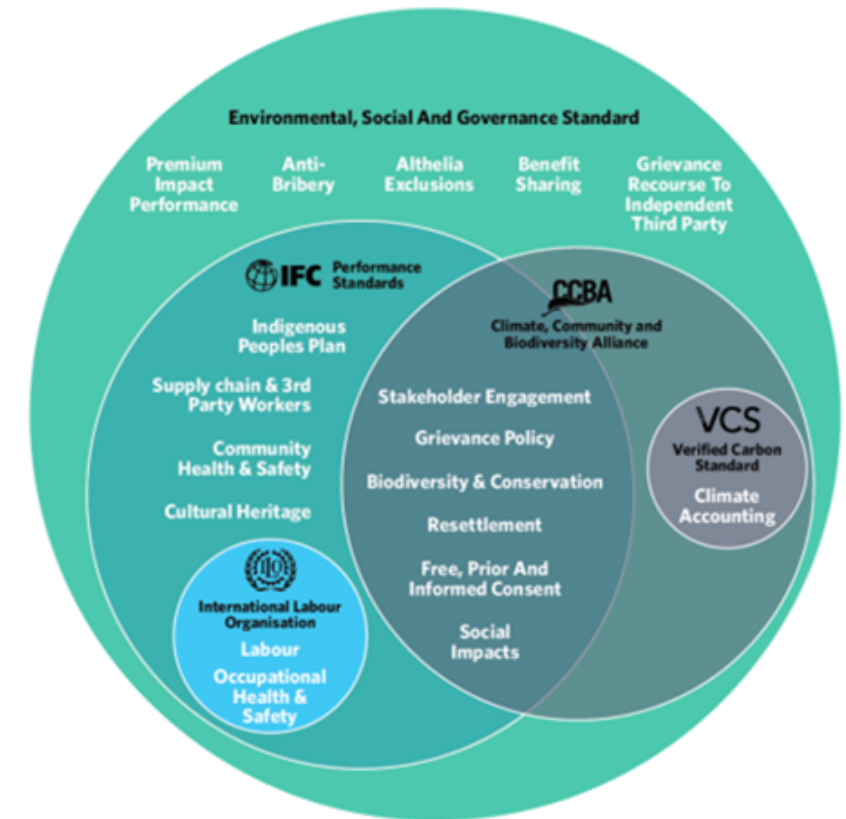 Environmental, Social And Governance Standard
Premium
Impact
Performance
Anti-
Bribery
Althelia
Exclusions
Benefit
Sharing
Grievance
Recourse To
Independent
Third Party
IFC Performance
Standards
Indigenous
Peoples Plan
Supply chain & 3rd
Party Workers
Community
Health & Safety
Cultural Heritage
ILO
International Labour
Organisation
Labour
Occupational
Health &
Safety
CCBA
Climate, Community and
Biodiversity Alliance
Stakeholder Engagement
Grievance Policy
Biodiversity & Conservation
Resettlement
Free, Prior And
Informed Consent
Social
Impacts
VCS
Verified Carbon
Standard
Climate
Accounting